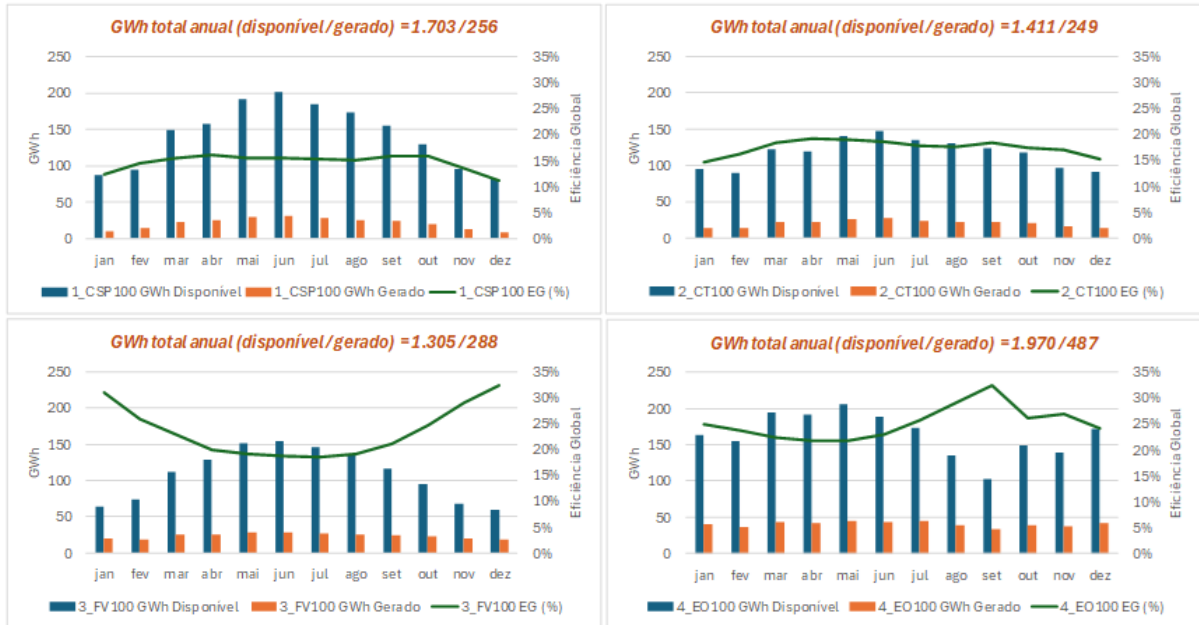 GWh total anual (disponível/gerado) = 1.703/256
250
200
150
100
50
0
GWh
35%
30%
25%
20%
15%
10%
5%
0%
Eficiência Global
jan fev mar abr mai jun jul ago set out nov dez
1_CSP100 GWh Disponível 1_CSP100 GWh Gerado 1_CSP100 EG (%)
GWh total anual (disponível/gerado) = 1.411/249
250
200
150
100
50
0
GWh
35%
30%
25%
20%
15%
10%
5%
0%
Eficiência Global
jan fev mar abr mai jun jul ago set out nov dez
2_CT100 GWh Disponível 2_CT100 GWh Gerado 2_CT100 EG (%)
GWh total anual (disponível/gerado) = 1.305/288
250
200
150
100
50
0
GWh
35%
30%
25%
20%
15%
10%
5%
0%
Eficiência Global
jan fev mar abr mai jun jul ago set out nov dez
3_FV100 GWh Disponível 3_FV100 GWh Gerado 3_FV100 EG (%)
GWh total anual (disponível/gerado) = 1.970/487
250
200
150
100
50
0
GWh
35%
30%
25%
20%
15%
10%
5%
0%
Eficiência Global
jan fev mar abr mai jun jul ago set out nov dez
4_EO100 GWh Disponível 4_EO100 GWh Gerado 4_EO100 EG (%)